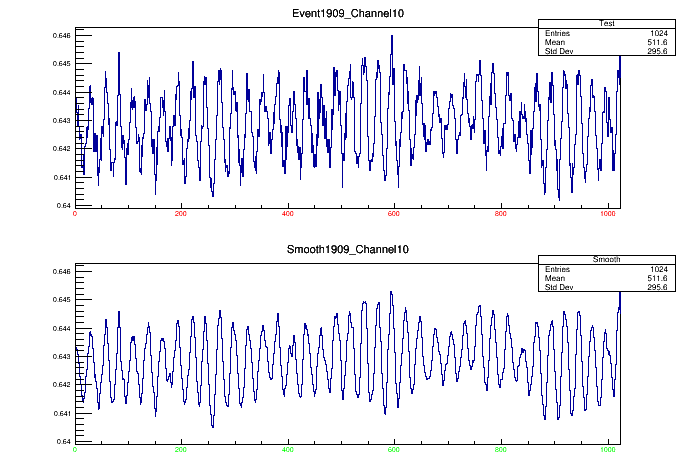 Event1909_Channel10
Test
Entries 1024
Mean 511.6
Std Dev 295.6
0.646
0.645
0.644
0.643
0.642
0.641
0.64
0 200 400 600 800 1000
Smooth1909_Channel10
Smooth
Entries 1024
Mean 511.6
Std Dev 295.6
0.646
0.645
0.644
0.643
0.642
0.641
0.64
0 200 400 600 800 1000